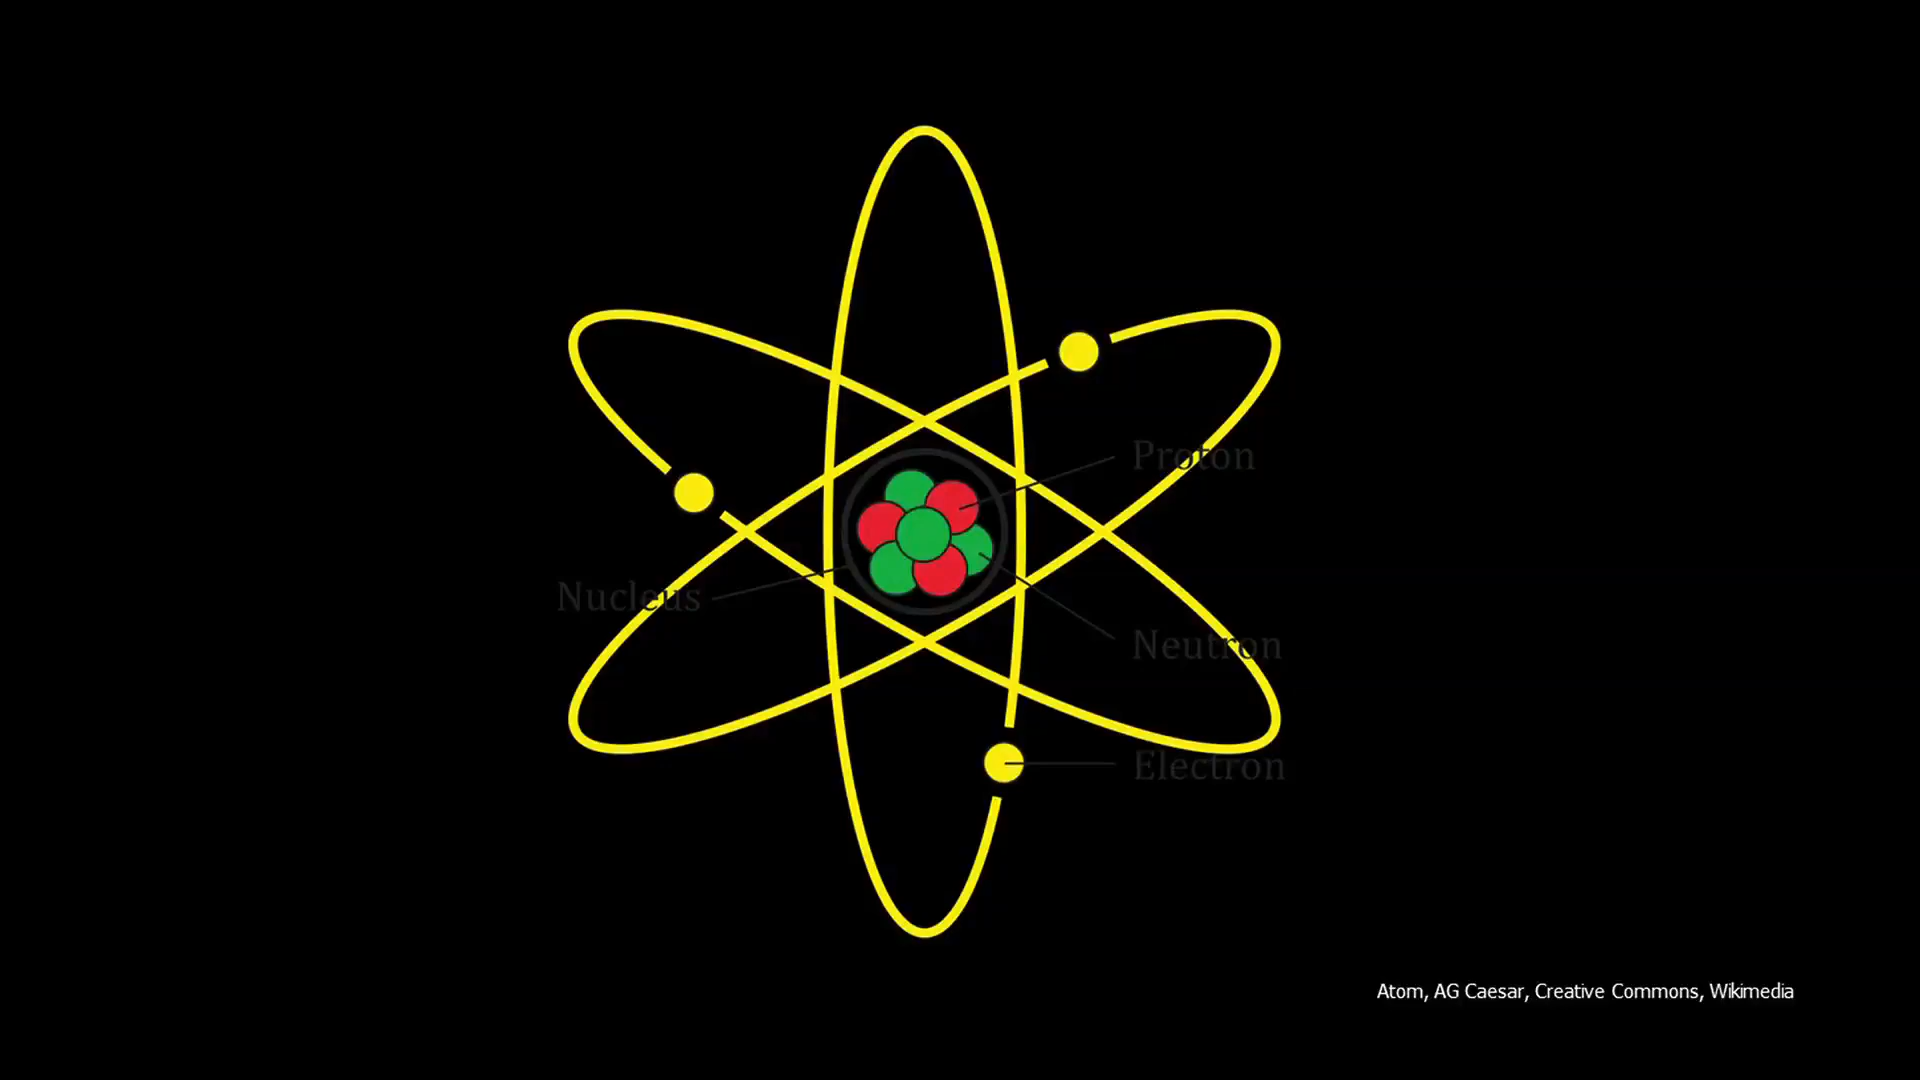 Proton
Nucleus
Neutron
Electron
Atom, AG Caesar, Creative Commons, Wikimedia